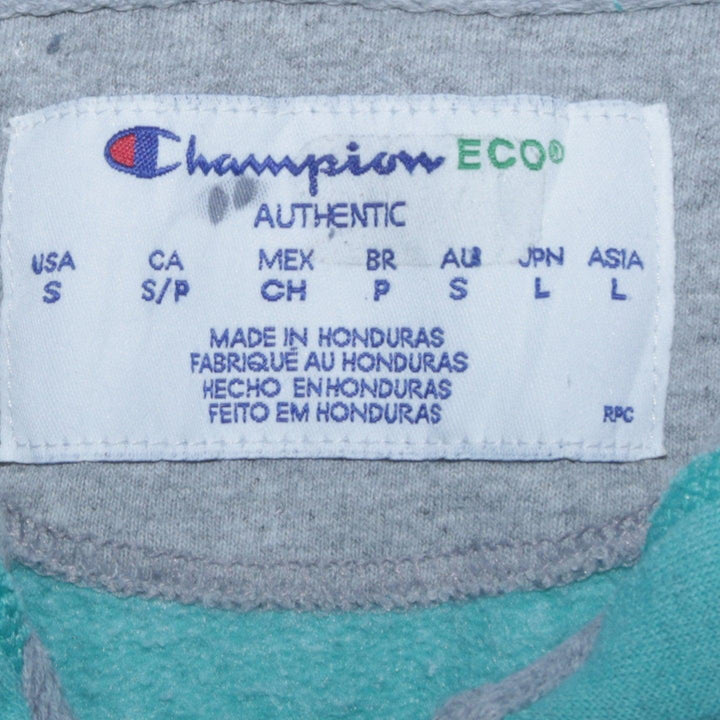 Champion ECO®
AUTHENTIC
USA CA MEX BR AUS JPN ASIA
S S/P CH P S L L
MADE IN HONDURAS
FABRIQUÉ AU HONDURAS
HECHO EN HONDURAS
FEITO EM HONDURAS
RPC